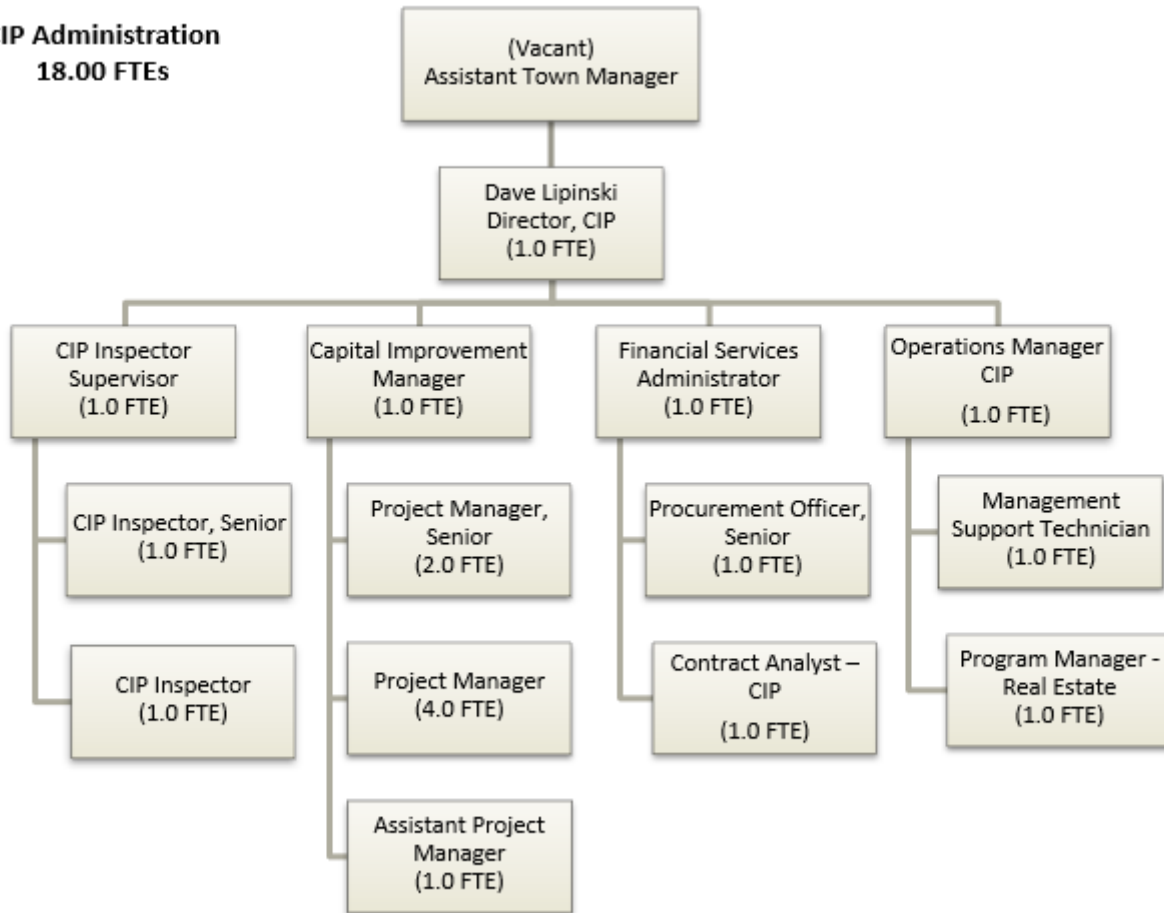 IP Administration
18.00 FTEs
(Vacant)
Assistant Town Manager
Dave Lipinski
Director, CIP
(1.0 FTE)
CIP Inspector
Supervisor
(1.0 FTE)
Capital Improvement
Manager
(1.0 FTE)
Financial Services
Administrator
(1.0 FTE)
Operations Manager
CIP
(1.0 FTE)
CIP Inspector, Senior
(1.0 FTE)
CIP Inspector
(1.0 FTE)
Project Manager,
Senior
(2.0 FTE)
Project Manager
(4.0 FTE)
Assistant Project
Manager
(1.0 FTE)
Procurement Officer,
Senior
(1.0 FTE)
Contract Analyst –
CIP
(1.0 FTE)
Management
Support Technician
(1.0 FTE)
Program Manager -
Real Estate
(1.0 FTE)